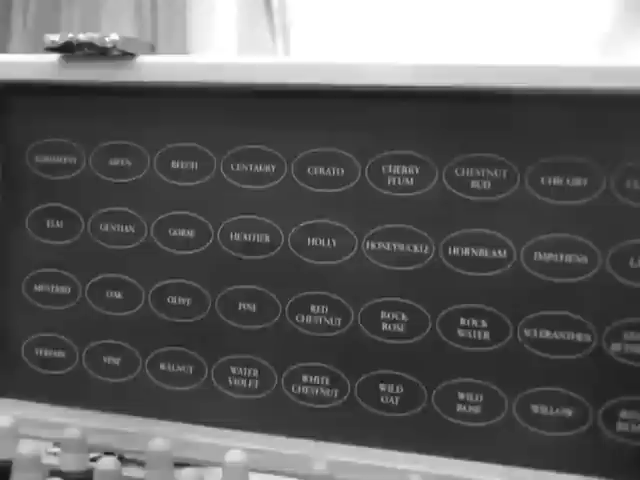 AGRIMONY ASPEN BEECH CENTAURY CERATO CHERRY PLUM CHESTNUT BUD CHICORY
ELM GENTIAN GORSE HEATHER HOLLY HONEYSUCKLE HORNBEAM IMPATIENS
MUSTARD OAK OLIVE PINE RED CHESTNUT ROCK ROSE ROCK WATER SCLERANTHUS
VERVAIN VINE WALNUT WATER VIOLET WHITE CHESTNUT WILD OAT WILD ROSE WILLOW